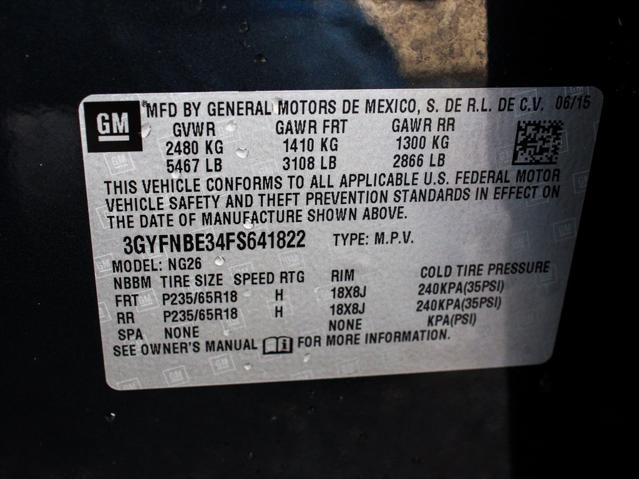 GM MFD BY GENERAL MOTORS DE MEXICO, S. DE R.L. DE C.V. 06/15
GVWR GAWR FRT GAWR RR
2480 KG 1410 KG 1300 KG
5467 LB 3108 LB 2866 LB
THIS VEHICLE CONFORMS TO ALL APPLICABLE U.S. FEDERAL MOTOR
VEHICLE SAFETY AND THEFT PREVENTION STANDARDS IN EFFECT ON
THE DATE OF MANUFACTURE SHOWN ABOVE.
3GYFNBE34FS641822 TYPE: M.P.V.
MODEL: NG26
NBBM TIRE SIZE SPEED RTG RIM COLD TIRE PRESSURE
FRT P235/65R18 H 18X8J 240KPA(35PSI)
RR P235/65R18 H 18X8J 240KPA(35PSI)
SPA NONE NONE KPA(PSI)
SEE OWNER'S MANUAL FOR MORE INFORMATION.